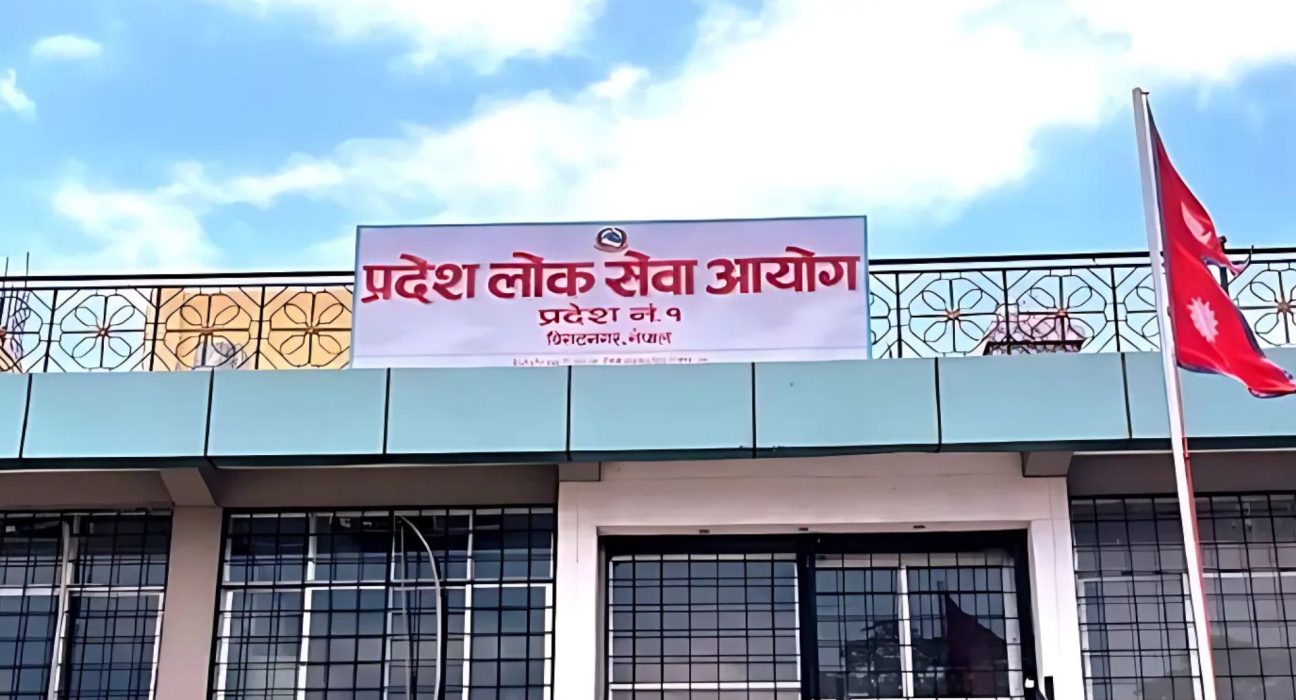 प्रदेश लोक सेवा आयोग
प्रदेश नं. १
विराटनगर, नेपाल